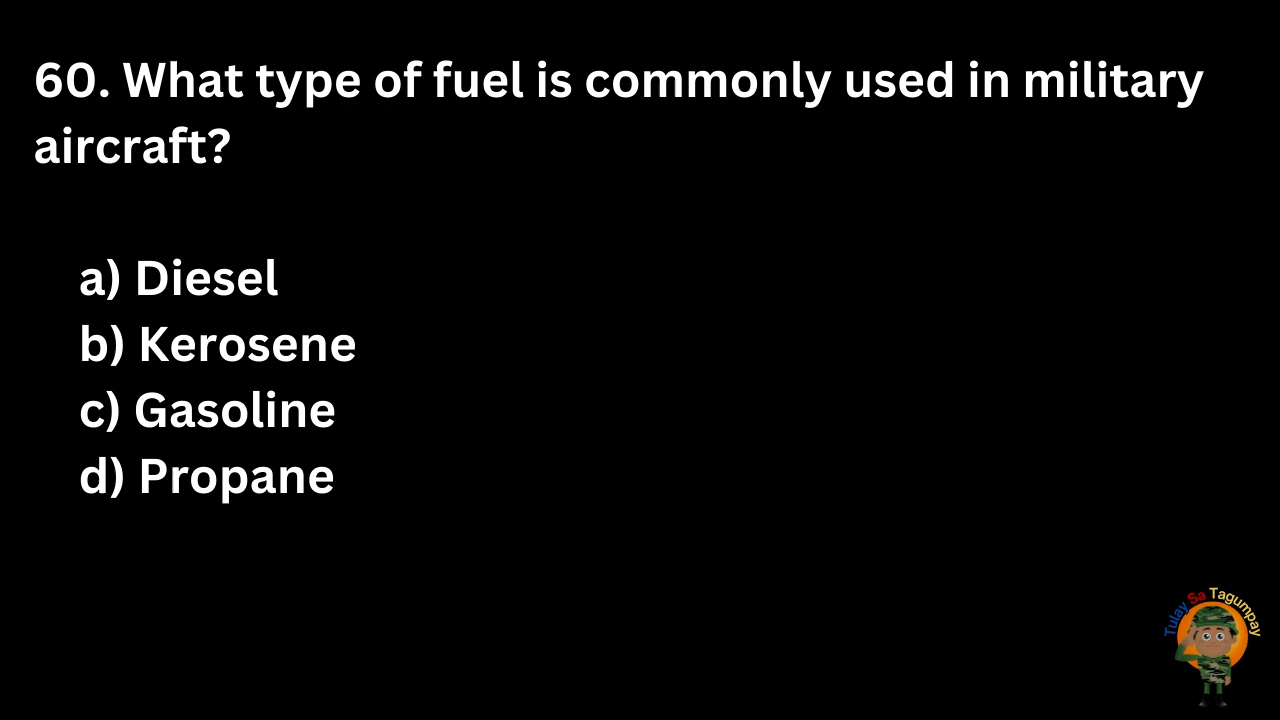 60. What type of fuel is commonly used in military
aircraft?
a) Diesel
b) Kerosene
c) Gasoline
d) Propane
Tulay Sa Tagumpay